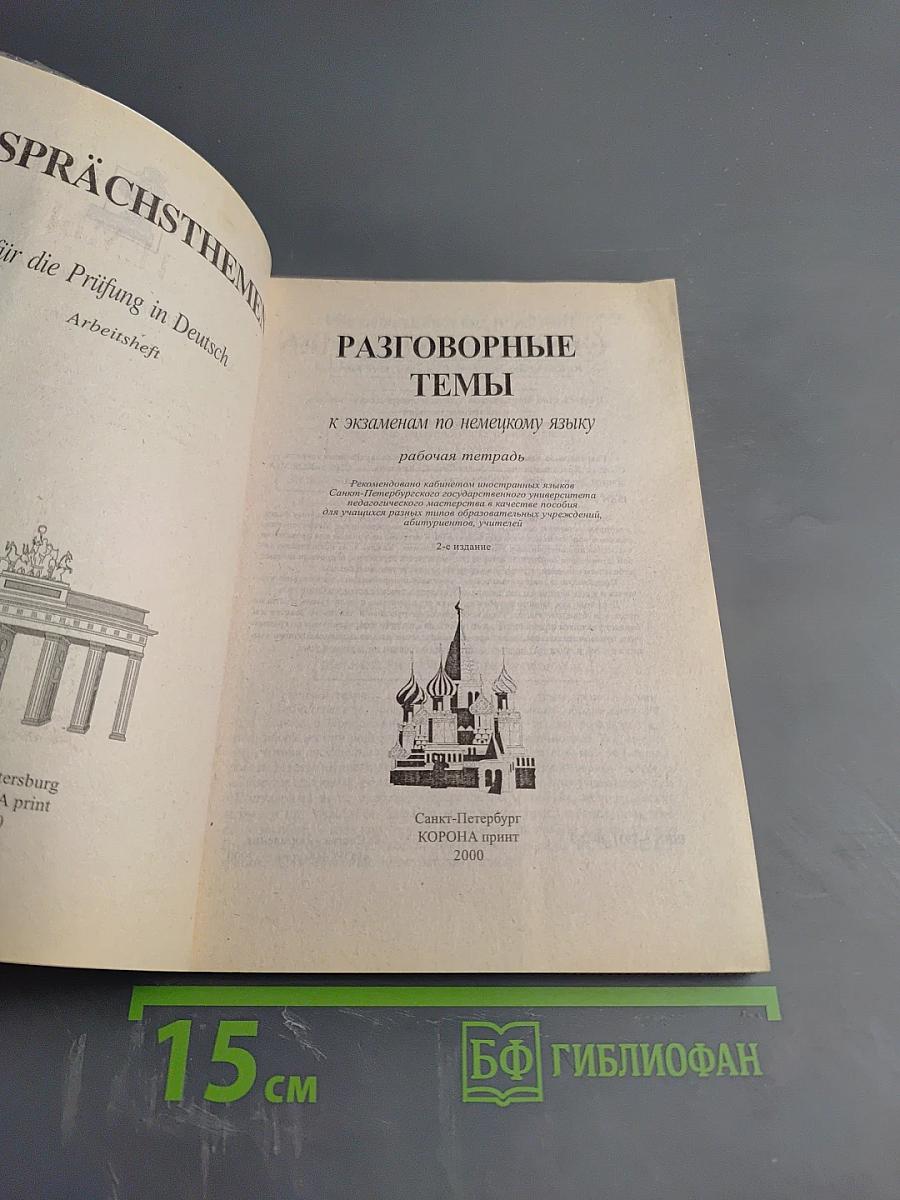 SPRÄCHSTHEMEN
für die Prüfung in Deutsch
Arbeitsheft
tersburg
A print
0
РАЗГОВОРНЫЕ
ТЕМЫ
к экзаменам по немецкому языку
рабочая тетрадь
Рекомендовано кабинетом иностранных языков
Санкт-Петербургского государственного университета
педагогического мастерства в качестве пособия
для учащихся разных типов образовательных учреждений,
абитуриентов, учителей
2-е издание
Санкт-Петербург
КОРОНА принт
2000
15 см
БФ ГИБЛИОФАН